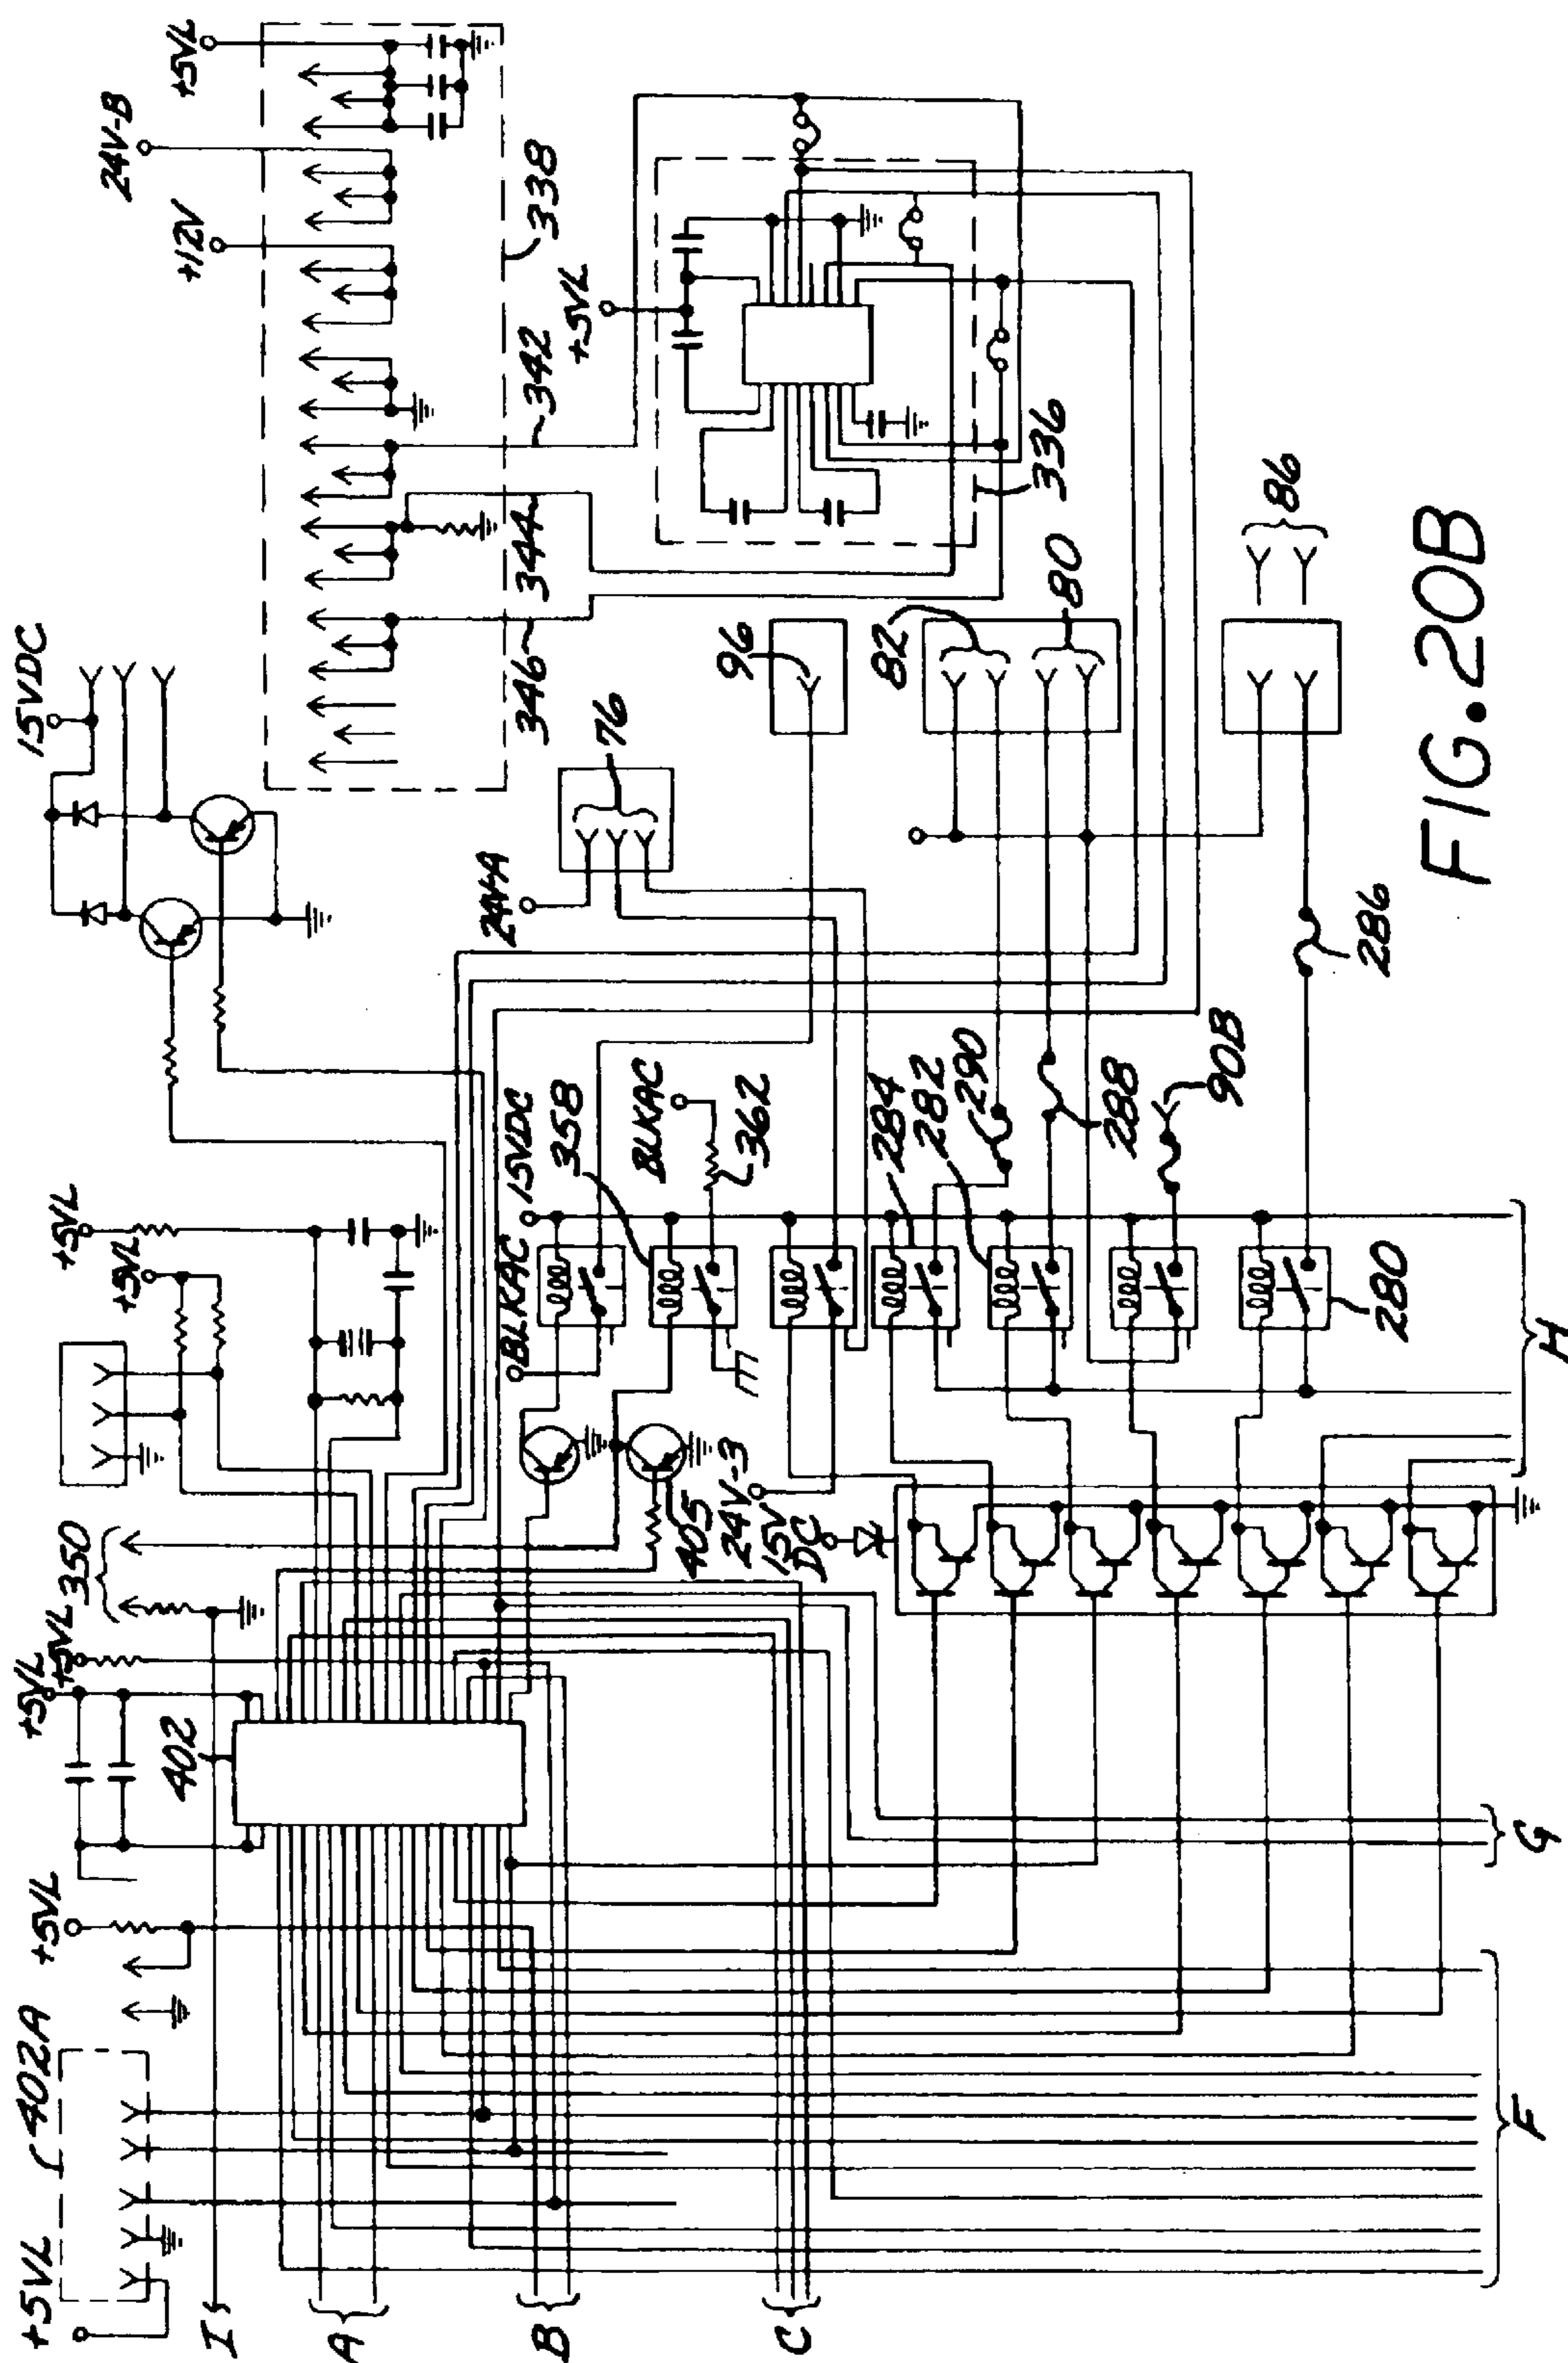 +5VL
402A
+5VL
+5VL
+5VL
350
402
+5VL
+5VL
15VDC
24V-B
+5VL
+12V
338
342
+5VL
344
346
336
76
24V-A
96
82
80
86
BLKAC
15VDC
358
BLKAC
362
405
24V-3
15V
DC
284
282
290
288
90B
286
280
I
A
B
C
F
G
H
FIG. 20B